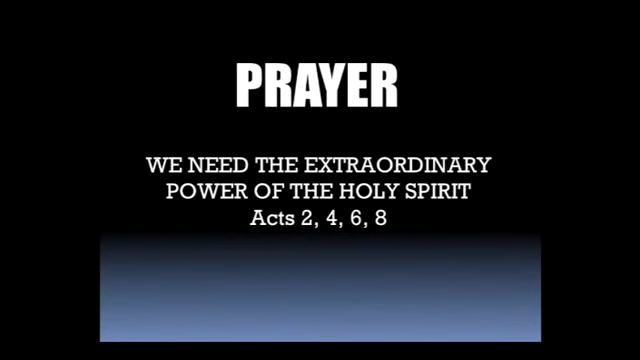 PRAYER
WE NEED THE EXTRAORDINARY
POWER OF THE HOLY SPIRIT
Acts 2, 4, 6, 8